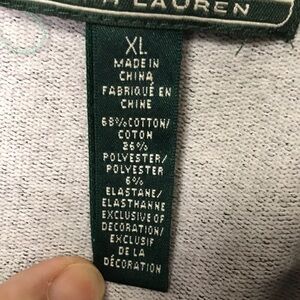 LAUREN
XL
MADE IN
CHINA
FABRIQUÉ EN
CHINE
68%COTTON/
COTON
26%
POLYESTER/
POLYESTER
6%
ELASTANE/
ELASTHANNE
EXCLUSIVE OF
DECORATION/
EXCLUSIF
DE LA
DÉCORATION